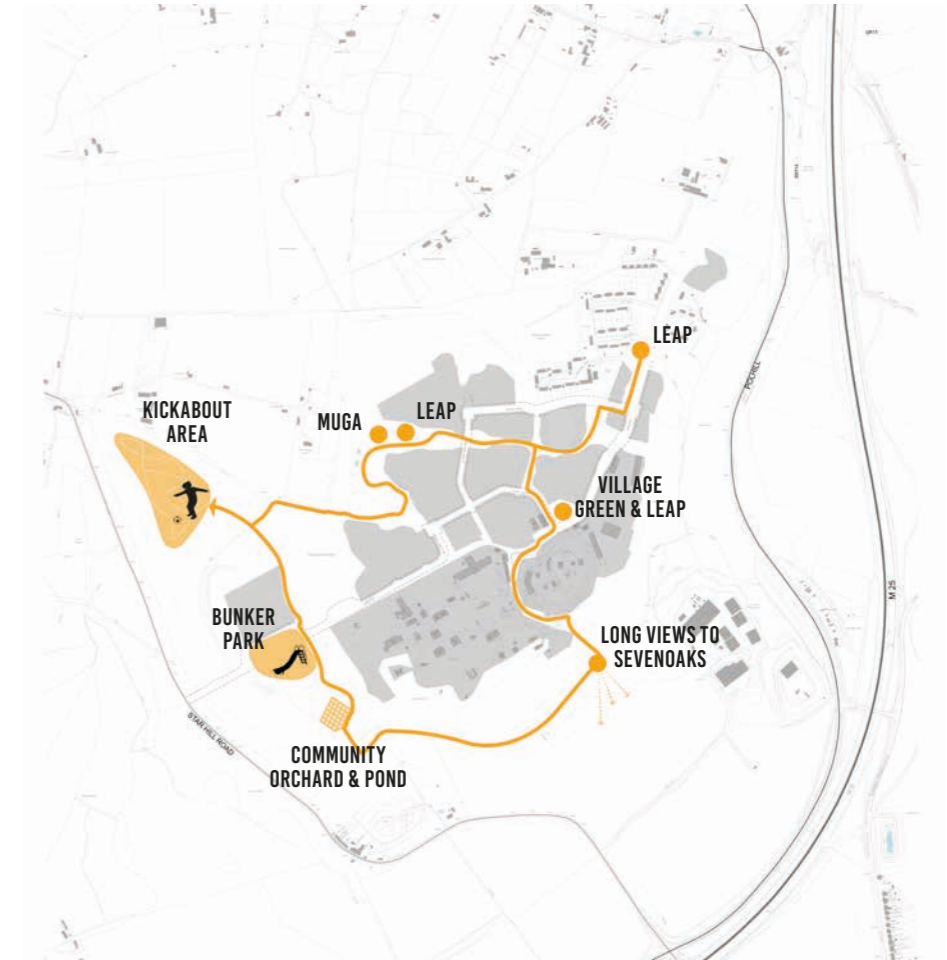 LEAP
POLHILL
KICKABOUT
AREA
MUGA
LEAP
VILLAGE
GREEN & LEAP
M 25
BUNKER
PARK
LONG VIEWS TO
SEVENOAKS
STAR HILL ROAD
COMMUNITY
ORCHARD & POND